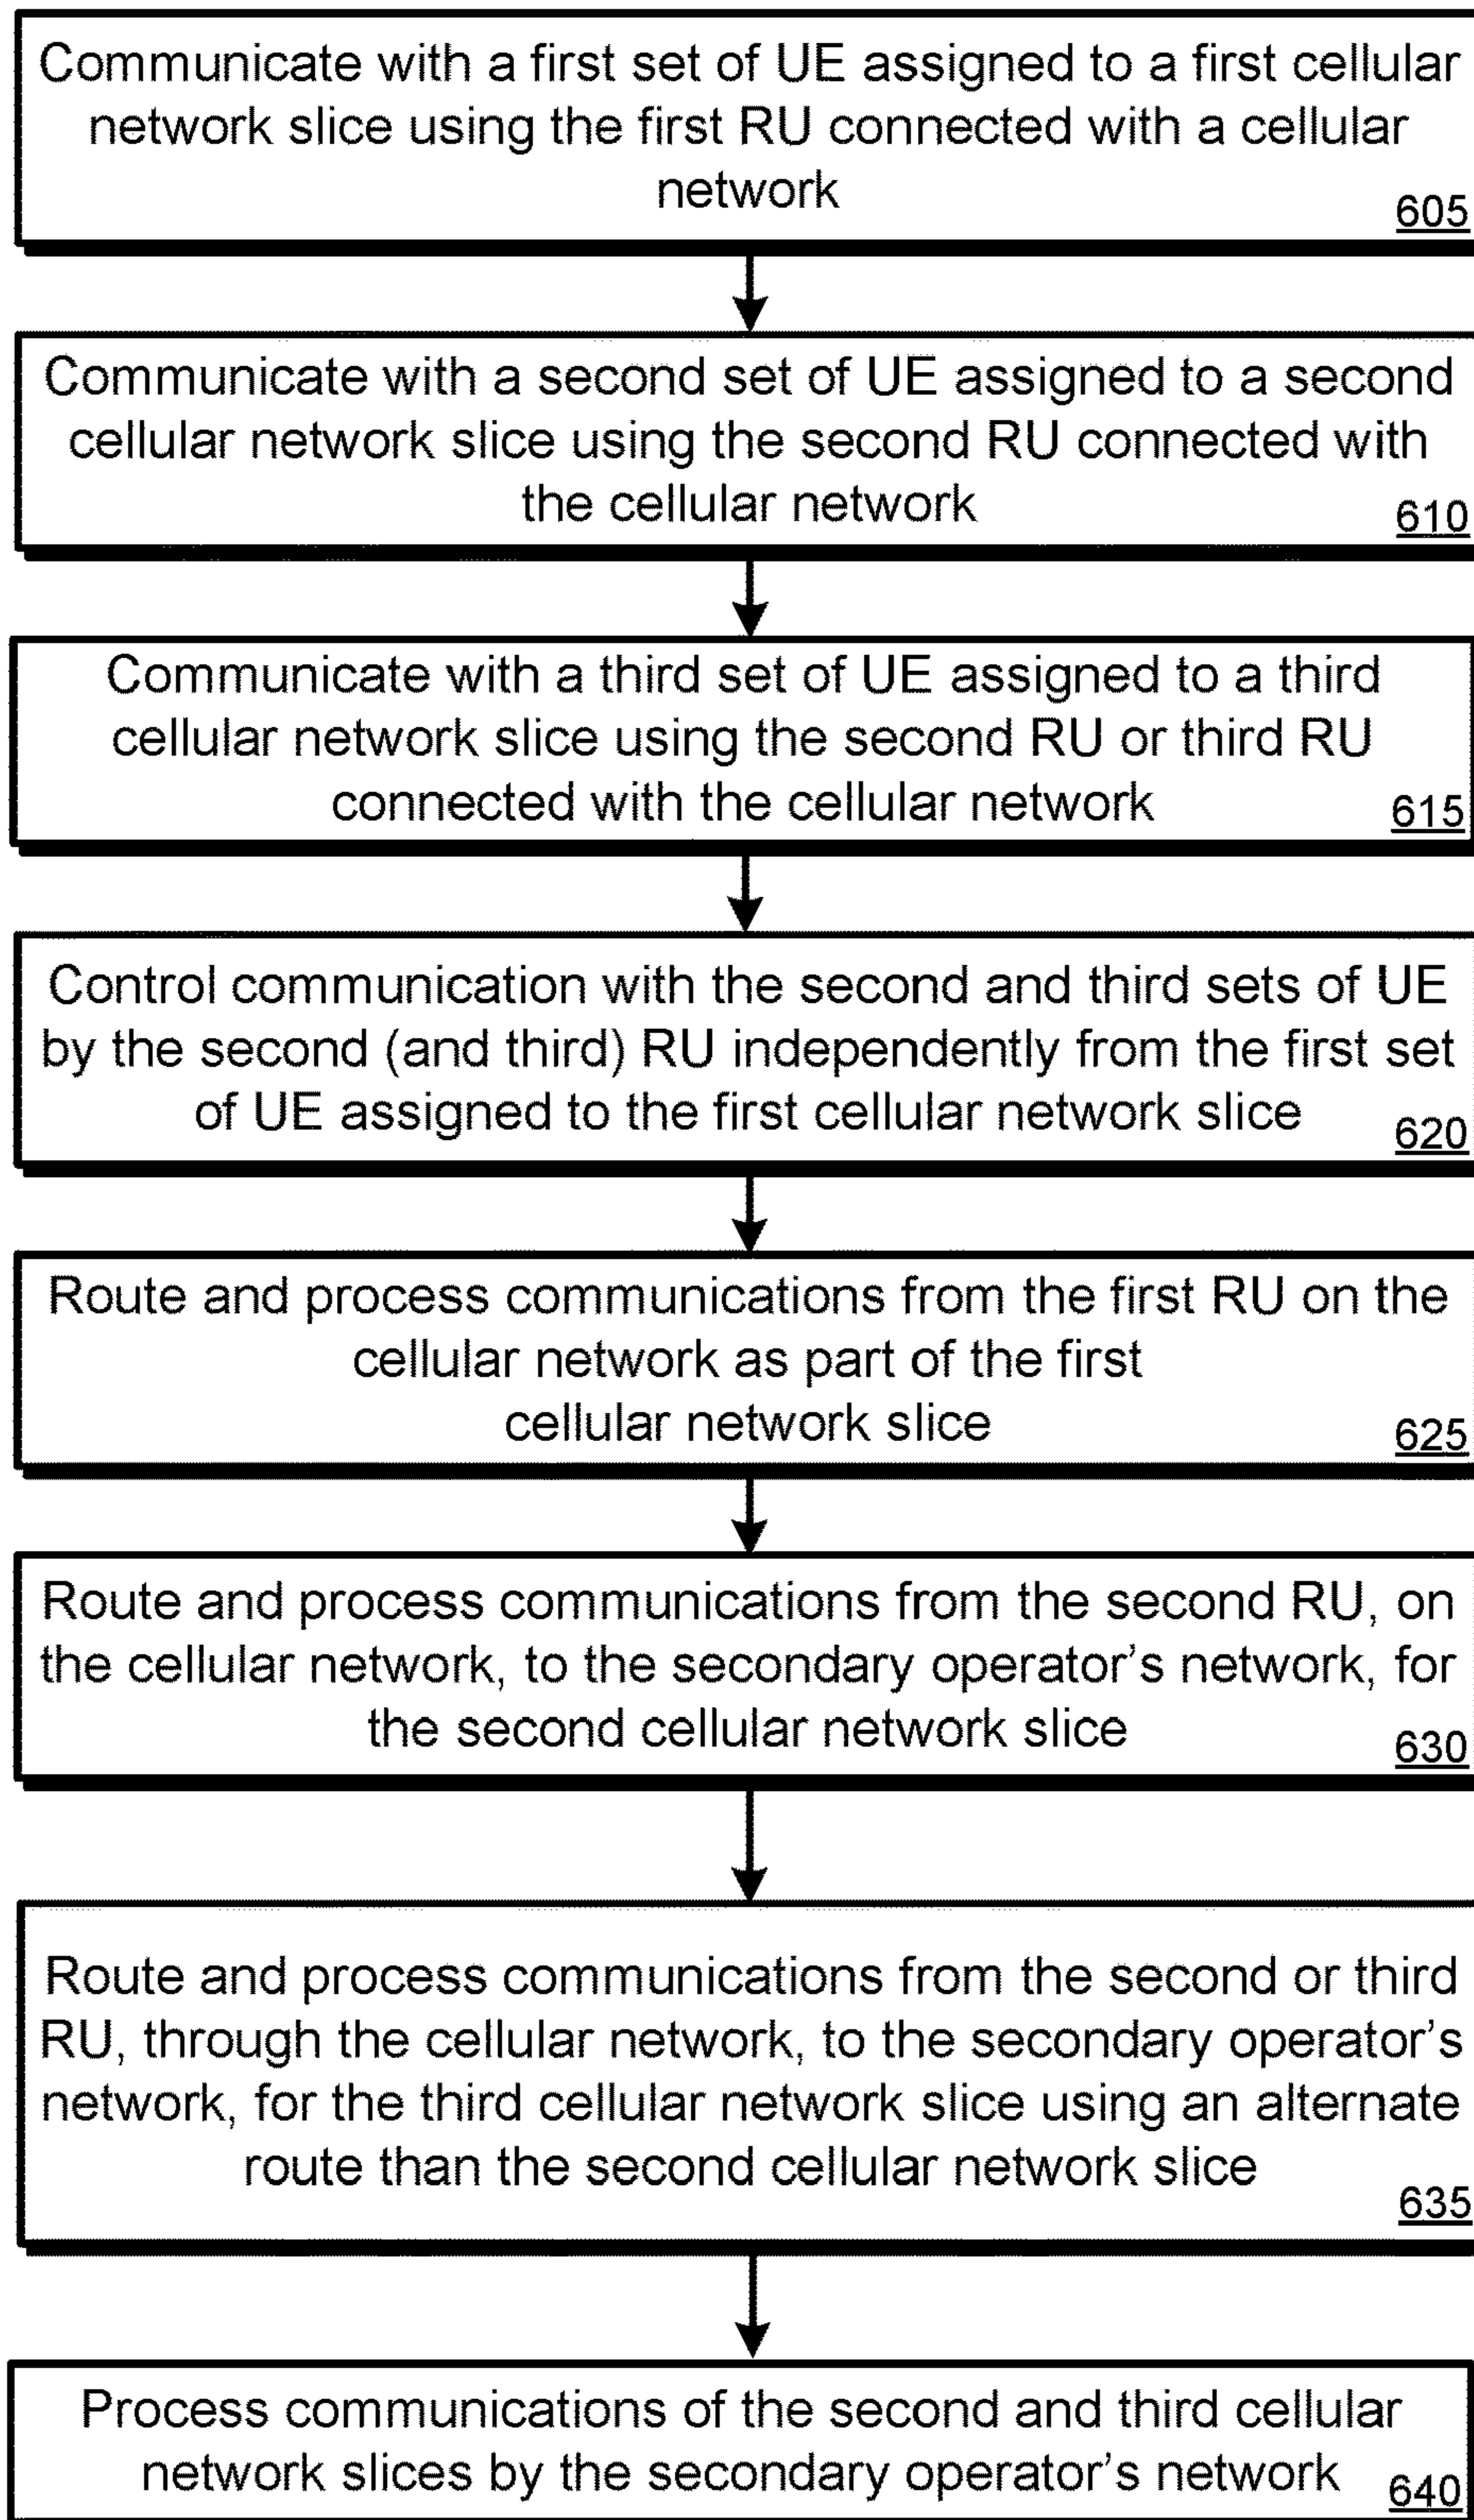 Communicate with a first set of UE assigned to a first cellular
network slice using the first RU connected with a cellular
network
605
Communicate with a second set of UE assigned to a second
cellular network slice using the second RU connected with
the cellular network
610
Communicate with a third set of UE assigned to a third
cellular network slice using the second RU or third RU
connected with the cellular network
615
Control communication with the second and third sets of UE
by the second (and third) RU independently from the first set
of UE assigned to the first cellular network slice
620
Route and process communications from the first RU on the
cellular network as part of the first
cellular network slice
625
Route and process communications from the second RU, on
the cellular network, to the secondary operator's network, for
the second cellular network slice
630
Route and process communications from the second or third
RU, through the cellular network, to the secondary operator's
network, for the third cellular network slice using an alternate
route than the second cellular network slice
635
Process communications of the second and third cellular
network slices by the secondary operator's network
640